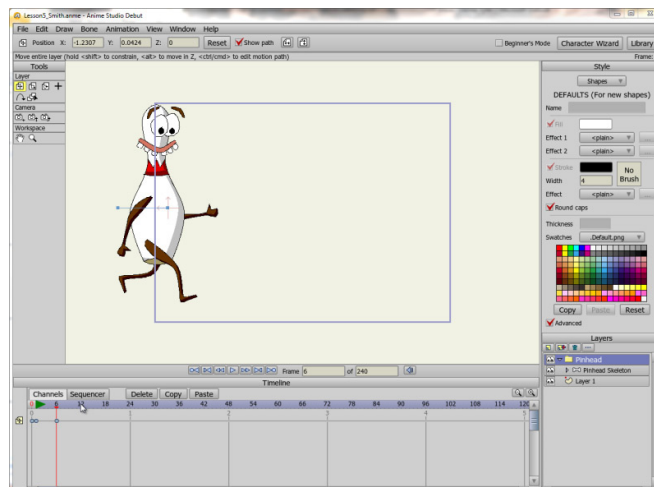 Lesson5_Smith.anme - Anime Studio Debut
File Edit Draw Bone Animation View Window Help
Position X: -1.2307 Y: 0.0424 Z: 0 Reset Show path Beginner's Mode Character Wizard Library
Move entire layer (hold <shift> to constrain, <alt> to move in Z, <ctrl/cmd> to edit motion path) Frame:
Tools Style
Layer
Shapes
DEFAULTS (For new shapes)
Camera
Name
Workspace
Fill
Effect 1 <plain>
Effect 2 <plain>
Stroke No Brush
Width 4
Effect <plain>
Round caps
Thickness
Swatches .Default.png
Copy Paste Reset
Advanced
Layers
Pinhead
Pinhead Skeleton
Layer 1
Frame 6 of 240
Timeline
Channels Sequencer Delete Copy Paste
0 6 12 18 24 30 36 42 48 54 60 66 72 78 84 90 96 102 108 114 120
0 1 2 3 4 5